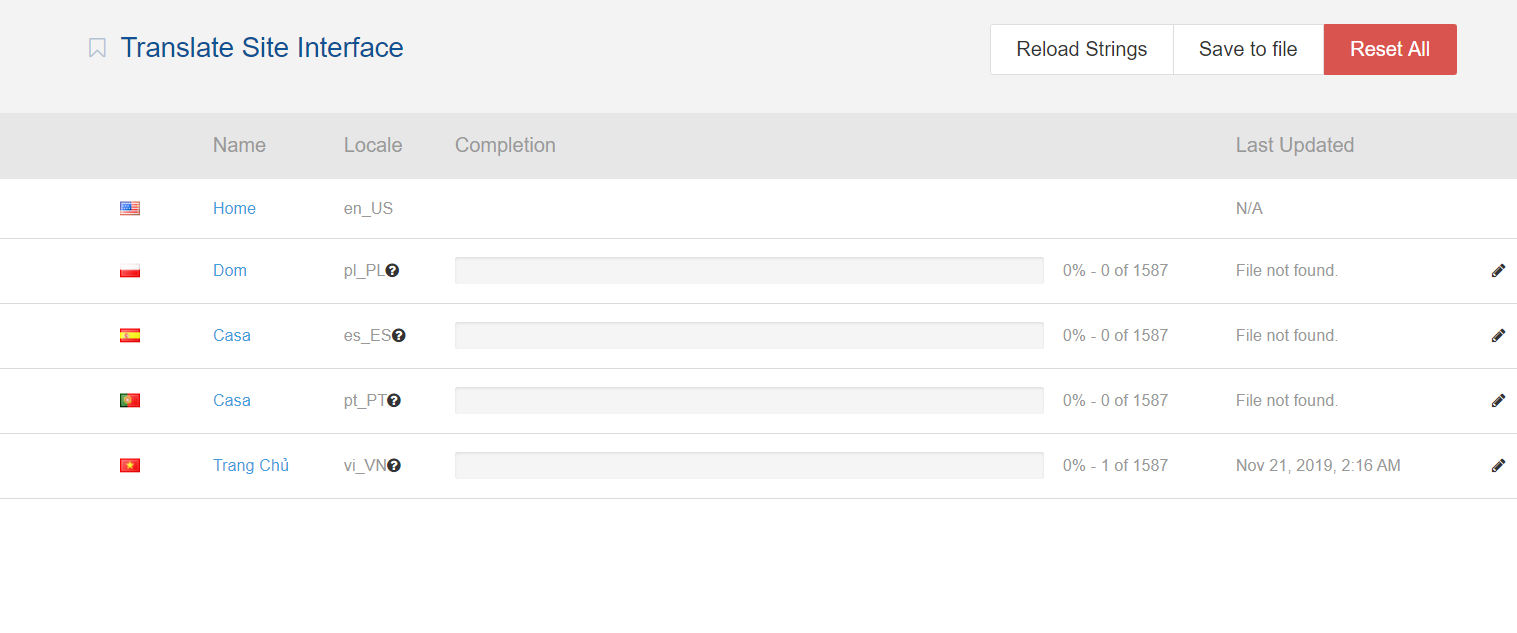 Translate Site Interface
Reload Strings Save to file Reset All
Name Locale Completion Last Updated
Home en_US N/A
Dom pl_PL 0% - 0 of 1587 File not found.
Casa es_ES 0% - 0 of 1587 File not found.
Casa pt_PT 0% - 0 of 1587 File not found.
Trang Chủ vi_VN 0% - 1 of 1587 Nov 21, 2019, 2:16 AM